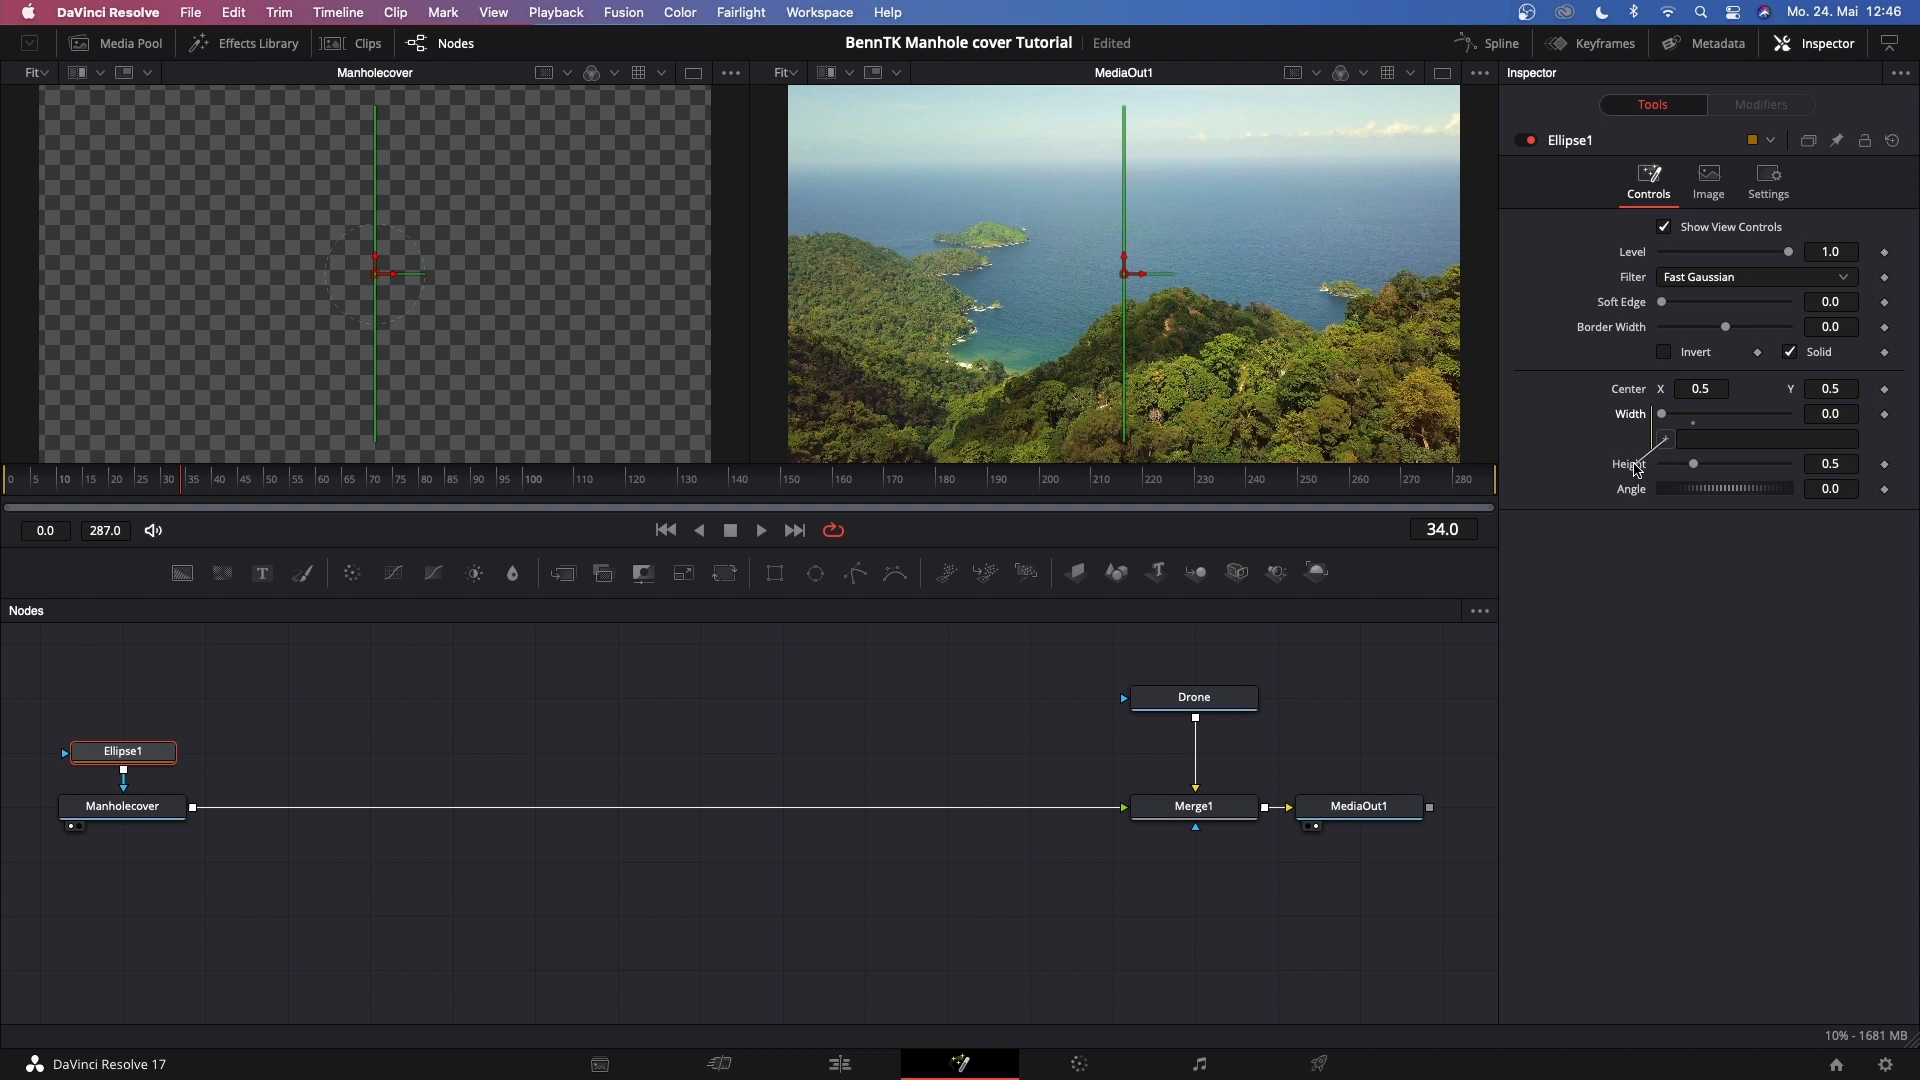 DaVinci Resolve File Edit Trim Timeline Clip Mark View Playback Fusion Color Fairlight Workspace Help Mo. 24. Mai 12:46
Media Pool Effects Library Clips Nodes BennTK Manhole cover Tutorial Edited Spline Keyframes Metadata Inspector
Fit Manholecover Fit MediaOut1 Inspector
Tools Modifiers
Ellipse1
Controls Image Settings
Show View Controls
Level 1.0
Filter Fast Gaussian
Soft Edge 0.0
Border Width 0.0
Invert Solid
Center X 0.5 Y 0.5
Width 0.0
Height 0.5
Angle 0.0
0 5 10 15 20 25 30 35 40 45 50 55 60 65 70 75 80 85 90 95 100 110 120 130 140 150 160 170 180 190 200 210 220 230 240 250 260 270 280
0.0 287.0 34.0
T
Nodes
Drone
Ellipse1
Manholecover Merge1 MediaOut1
10% - 1681 MB
DaVinci Resolve 17